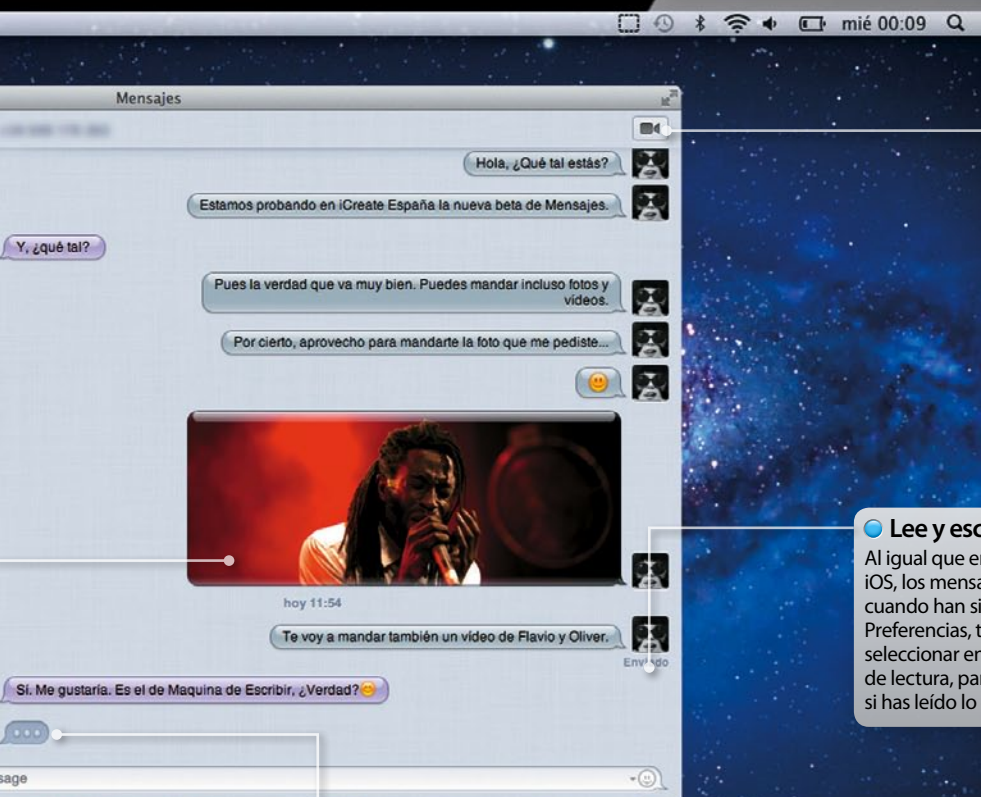 mié 00:09
Mensajes
Hola, ¿Qué tal estás?
Estamos probando en iCreate España la nueva beta de Mensajes.
Y, ¿qué tal?
Pues la verdad que va muy bien. Puedes mandar incluso fotos y
vídeos.
Por cierto, aprovecho para mandarte la foto que me pediste...
hoy 11:54
Te voy a mandar también un vídeo de Flavio y Oliver.
Enviado
Si. Me gustaría. Es el de Maquina de Escribir, ¿Verdad?
sage
Lee y esc
Al igual que en
iOS, los mensa
cuando han si
Preferencias, t
seleccionar en
de lectura, par
si has leído lo